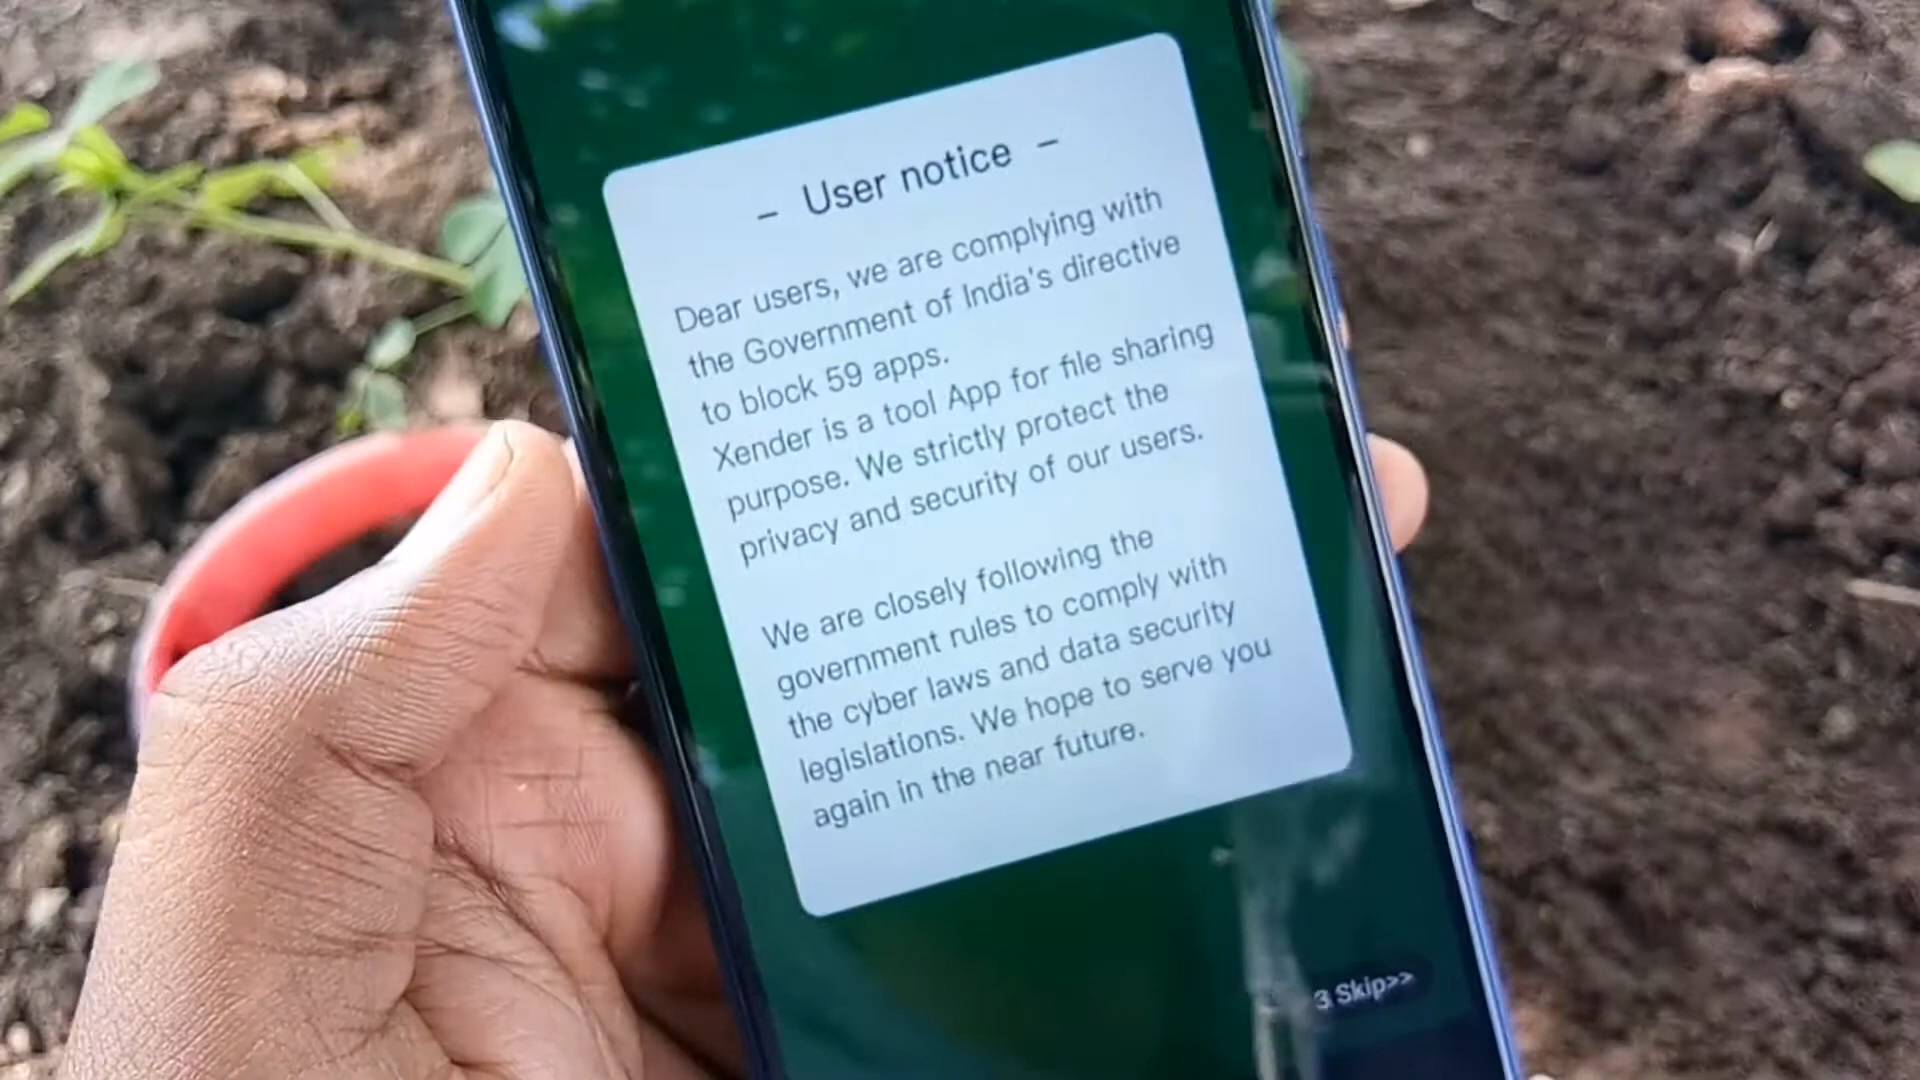 – User notice –
Dear users, we are complying with
the Government of India's directive
to block 59 apps.
Xender is a tool App for file sharing
purpose. We strictly protect the
privacy and security of our users.
We are closely following the
government rules to comply with
the cyber laws and data security
legislations. We hope to serve you
again in the near future.
3 Skip>>